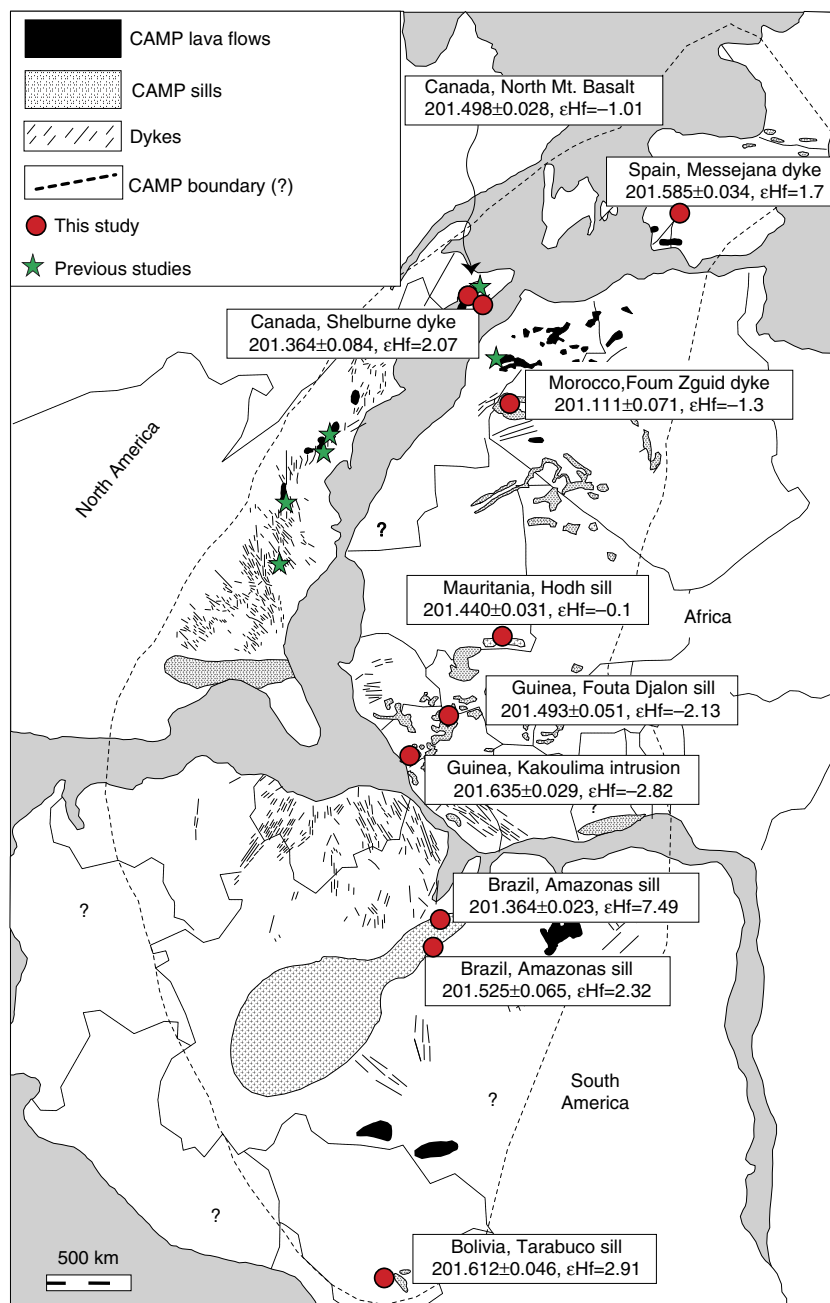 CAMP lava flows
CAMP sills
Dykes
CAMP boundary (?)
This study
Previous studies
Canada, North Mt. Basalt
201.498±0.028, εHf=–1.01
Spain, Messejana dyke
201.585±0.034, εHf=1.7
Canada, Shelburne dyke
201.364±0.084, εHf=2.07
Morocco,Foum Zguid dyke
201.111±0.071, εHf=–1.3
North America
?
Mauritania, Hodh sill
201.440±0.031, εHf=–0.1
Africa
Guinea, Fouta Djalon sill
201.493±0.051, εHf=–2.13
Guinea, Kakoulima intrusion
201.635±0.029, εHf=–2.82
?
Brazil, Amazonas sill
201.364±0.023, εHf=7.49
?
Brazil, Amazonas sill
201.525±0.065, εHf=2.32
South
America
?
?
Bolivia, Tarabuco sill
201.612±0.046, εHf=2.91
500 km